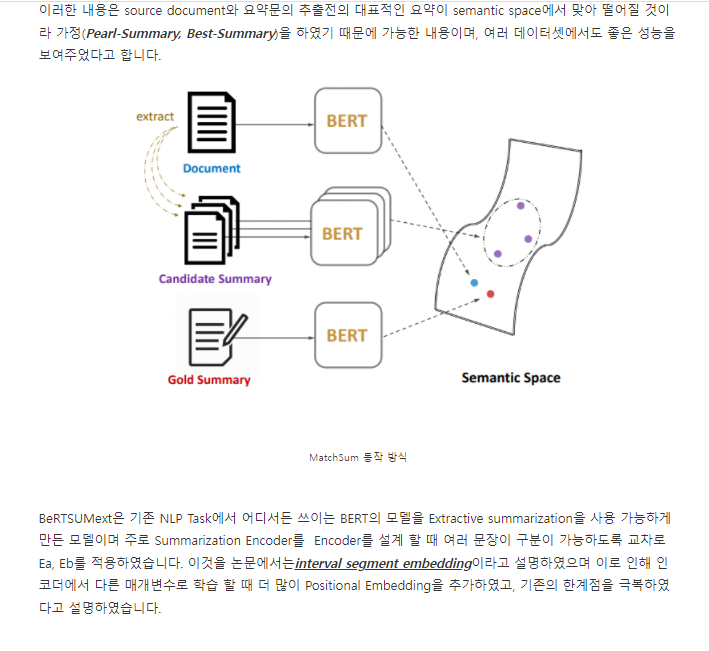 이러한 내용은 source document와 요약문의 추출전의 대표적인 요약이 semantic space에서 맞아 떨어질 것이
라 가정(Pearl-Summary, Best-Summary)을 하였기 때문에 가능한 내용이며, 여러 데이터셋에서도 좋은 성능을
보여주었다고 합니다.
extract
BERT
Document
BERT
Candidate Summary
BERT
Gold Summary
Semantic Space
MatchSum 동작 방식
BeRTSUMext은 기존 NLP Task에서 어디서든 쓰이는 BERT의 모델을 Extractive summarization을 사용 가능하게
만든 모델이며 주로 Summarization Encoder를 Encoder를 설계 할 때 여러 문장이 구분이 가능하도록 교자로
Ea, Eb를 적용하였습니다. 이것을 논문에서는interval segment embedding이라고 설명하였으며 이로 인해 인
코더에서 다른 매개변수로 학습 할 때 더 많이 Positional Embedding을 추가하였고, 기존의 한계점을 극복하였
다고 설명하였습니다.